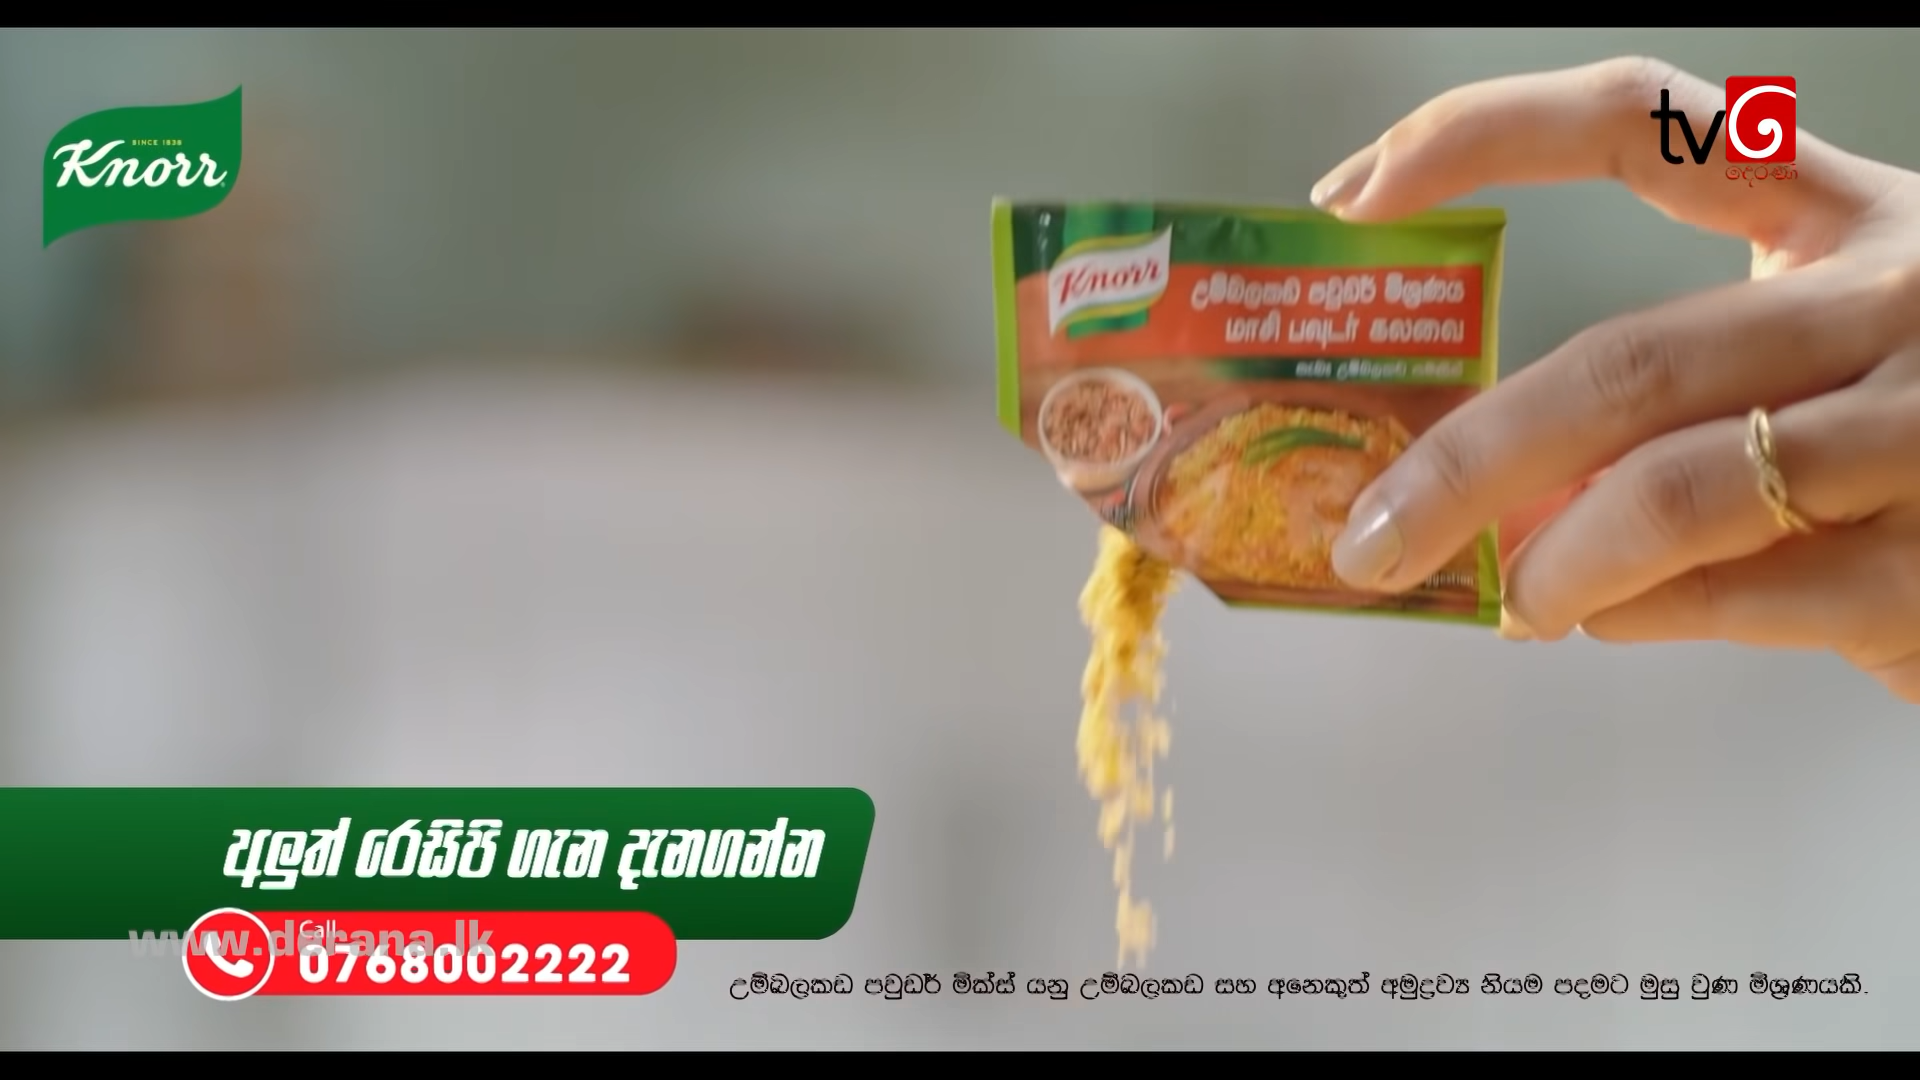 SINCE 1838
Knorr
tv
දෙරණ
Knorr
උම්බලකඩ පවුඩර් මිශ්‍රණය
மாசி பவுடர் கலவை
අලුත් රෙසිපි ගැන දැනගන්න
Call
0768002222
www.derana.lk
උම්බලකඩ පවුඩර් මික්ස් යනු උම්බලකඩ සහ අනෙකුත් අමුද්‍රව්‍ය නියම පදමට මුසු වුණ මිශ්‍රණයකි.